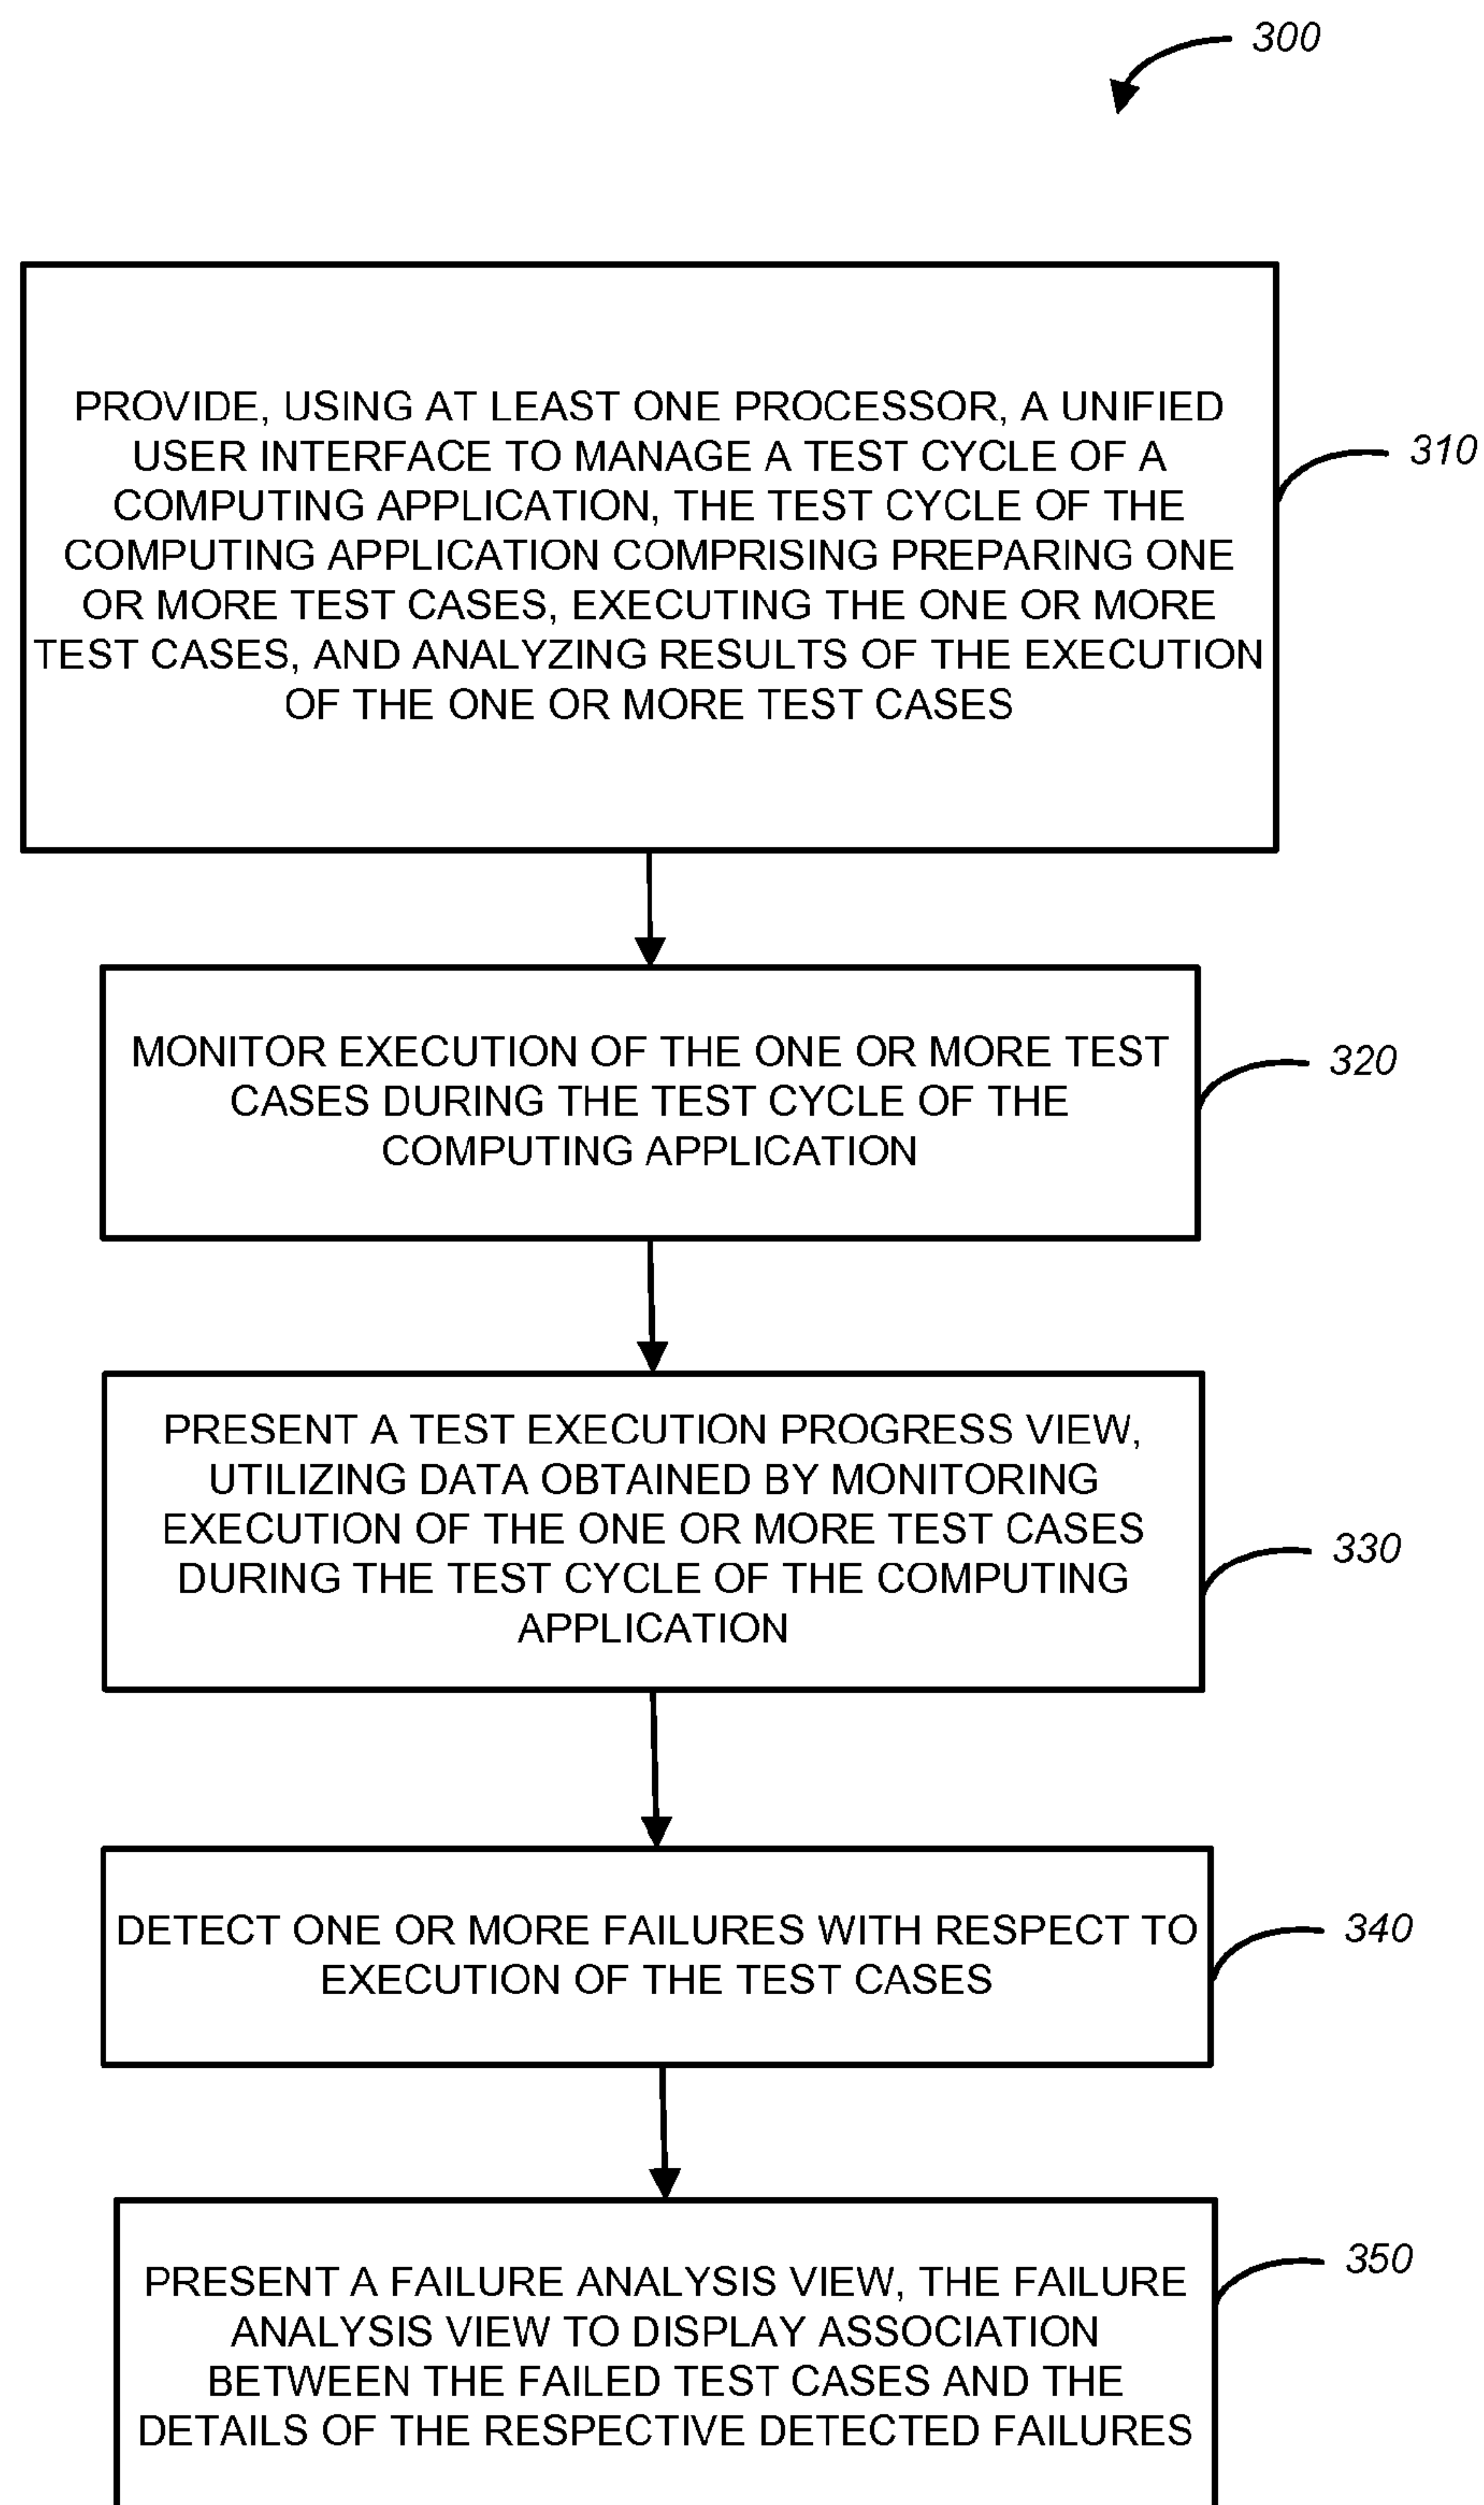 300
PROVIDE, USING AT LEAST ONE PROCESSOR, A UNIFIED
USER INTERFACE TO MANAGE A TEST CYCLE OF A
COMPUTING APPLICATION, THE TEST CYCLE OF THE
COMPUTING APPLICATION COMPRISING PREPARING ONE
OR MORE TEST CASES, EXECUTING THE ONE OR MORE
TEST CASES, AND ANALYZING RESULTS OF THE EXECUTION
OF THE ONE OR MORE TEST CASES
310
MONITOR EXECUTION OF THE ONE OR MORE TEST
CASES DURING THE TEST CYCLE OF THE
COMPUTING APPLICATION
320
PRESENT A TEST EXECUTION PROGRESS VIEW,
UTILIZING DATA OBTAINED BY MONITORING
EXECUTION OF THE ONE OR MORE TEST CASES
DURING THE TEST CYCLE OF THE COMPUTING
APPLICATION
330
DETECT ONE OR MORE FAILURES WITH RESPECT TO
EXECUTION OF THE TEST CASES
340
PRESENT A FAILURE ANALYSIS VIEW, THE FAILURE
ANALYSIS VIEW TO DISPLAY ASSOCIATION
BETWEEN THE FAILED TEST CASES AND THE
DETAILS OF THE RESPECTIVE DETECTED FAILURES
350